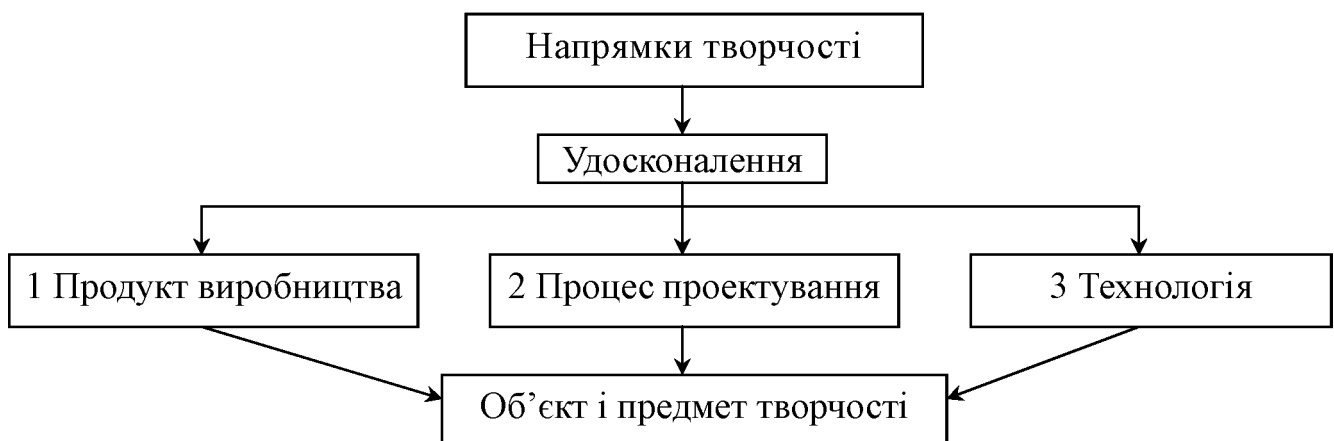 Напрямки творчості
Удосконалення
1 Продукт виробництва
2 Процес проектування
3 Технологія
Об’єкт і предмет творчості